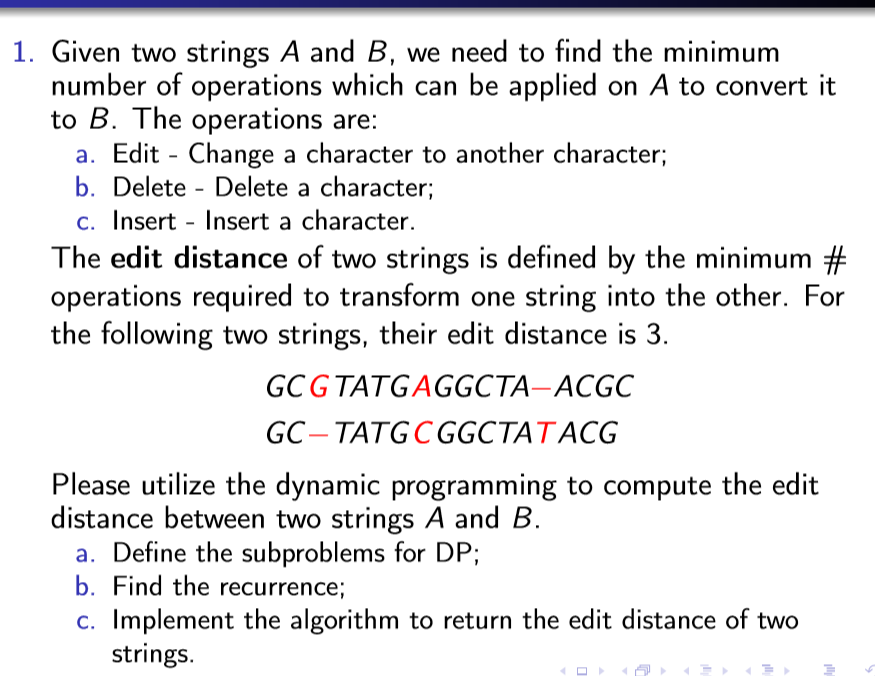 1. Given two strings A and B, we need to find the minimum
number of operations which can be applied on A to convert it
to B. The operations are:
a. Edit - Change a character to another character;
b. Delete - Delete a character;
c. Insert - Insert a character.
The edit distance of two strings is defined by the minimum #
operations required to transform one string into the other. For
the following two strings, their edit distance is 3.
GCGTATGAGGCTA−ACGC
GC−TATGCGGCTATACG
Please utilize the dynamic programming to compute the edit
distance between two strings A and B.
a. Define the subproblems for DP;
b. Find the recurrence;
c. Implement the algorithm to return the edit distance of two
strings.